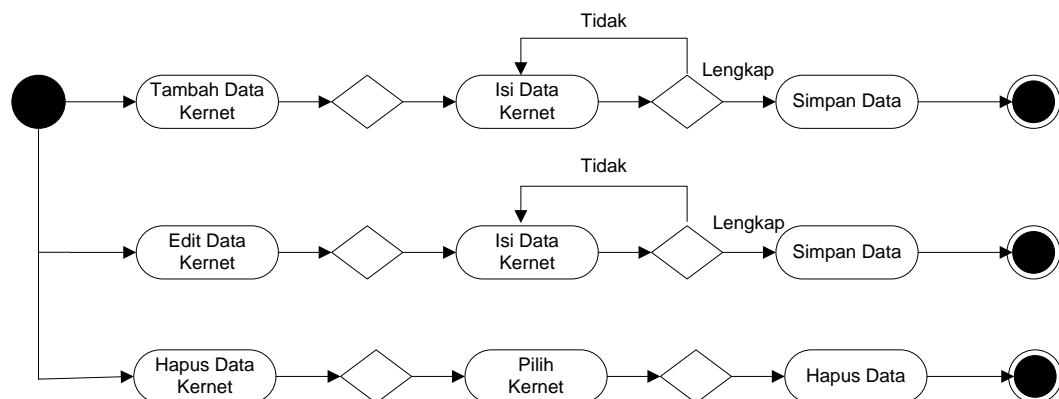 Tidak
Tambah Data
Kernet
Isi Data
Kernet
Lengkap
Simpan Data
Tidak
Edit Data
Kernet
Isi Data
Kernet
Lengkap
Simpan Data
Hapus Data
Kernet
Pilih
Kernet
Hapus Data